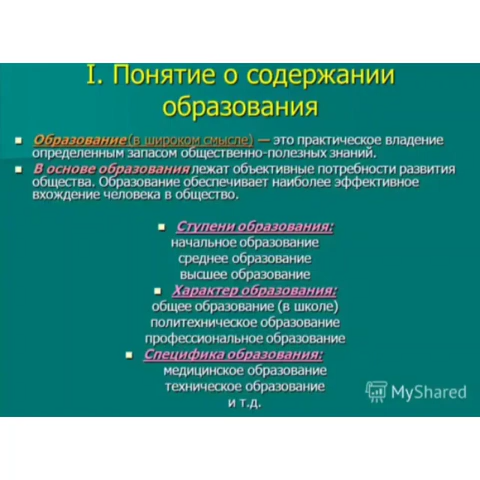 I. Понятие о содержании
образования
Образование (в широком смысле) — это практическое владение
определенным запасом общественно-полезных знаний.
В основе образования лежат объективные потребности развития
общества. Образование обеспечивает наиболее эффективное
вхождение человека в общество.
Ступени образования:
начальное образование
среднее образование
высшее образование
Характер образования:
общее образование (в школе)
политехническое образование
профессиональное образование
Специфика образования:
медицинское образование
техническое образование
и т.д.
MyShared